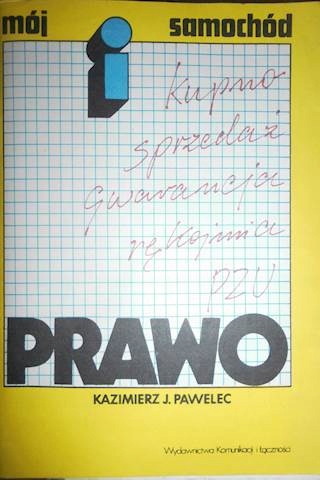 mój samochód
i
kupno
sprzedaż
gwarancja
rękojmia
PZU
PRAWO
KAZIMIERZ J. PAWELEC
Wydawnictwa Komunikacji i Łączności